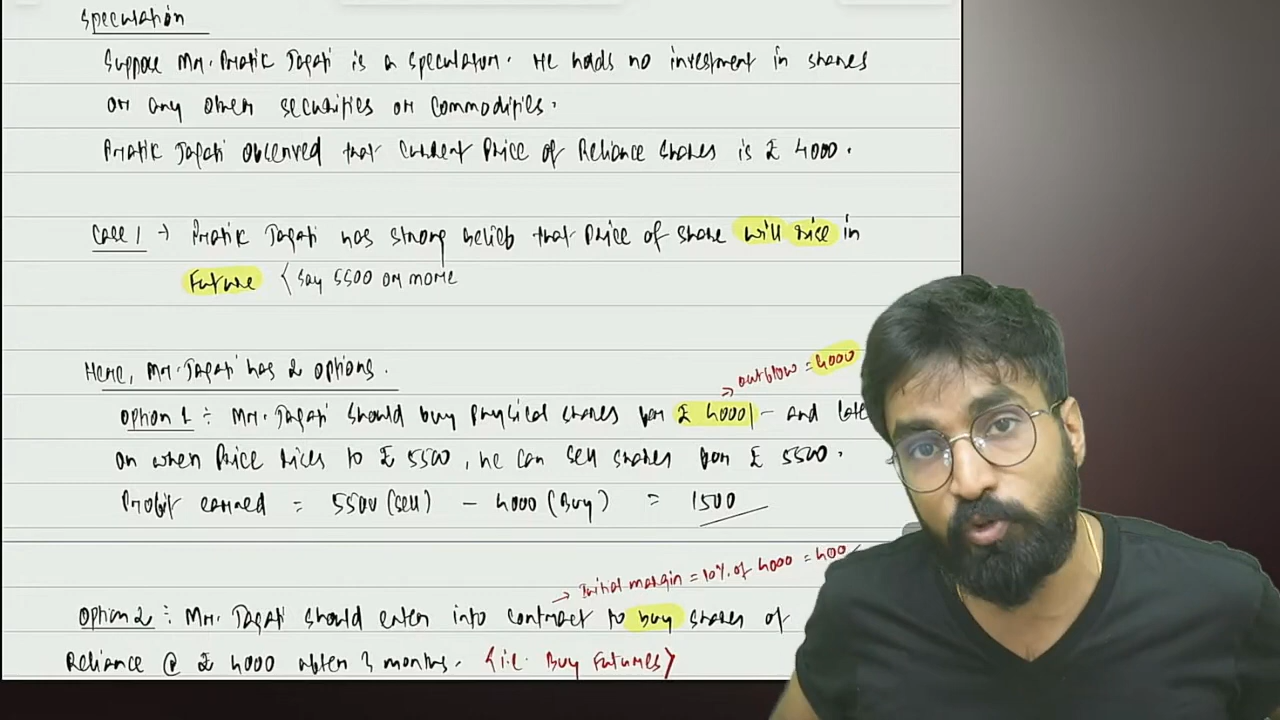 Speculation
Suppose Mr. Pratik Jagati is a speculator. He holds no investment in shares
or any other securities or commodities.
Pratik Jagati observed that current price of Reliance shares is ₹ 4000.
Case 1 → Pratik Jagati has strong belief that price of share will rise in
Future (say 5500 or more
Here, Mr. Jagati has 2 options.
→ outflow = 4000
Option 1 ÷ Mr. Jagati should buy physical shares for ₹ 4000/- and late
on when price rises to ₹ 5500, he can sell shares for ₹ 5500.
Profit earned = 5500 (sell) - 4000 (Buy) = 1500
→ Initial margin = 10% of 4000 = 400
Option 2 ÷ Mr. Jagati should enter into contract to buy shares of
Reliance @ ₹ 4000 after 3 months. {i.e. Buy Futures}